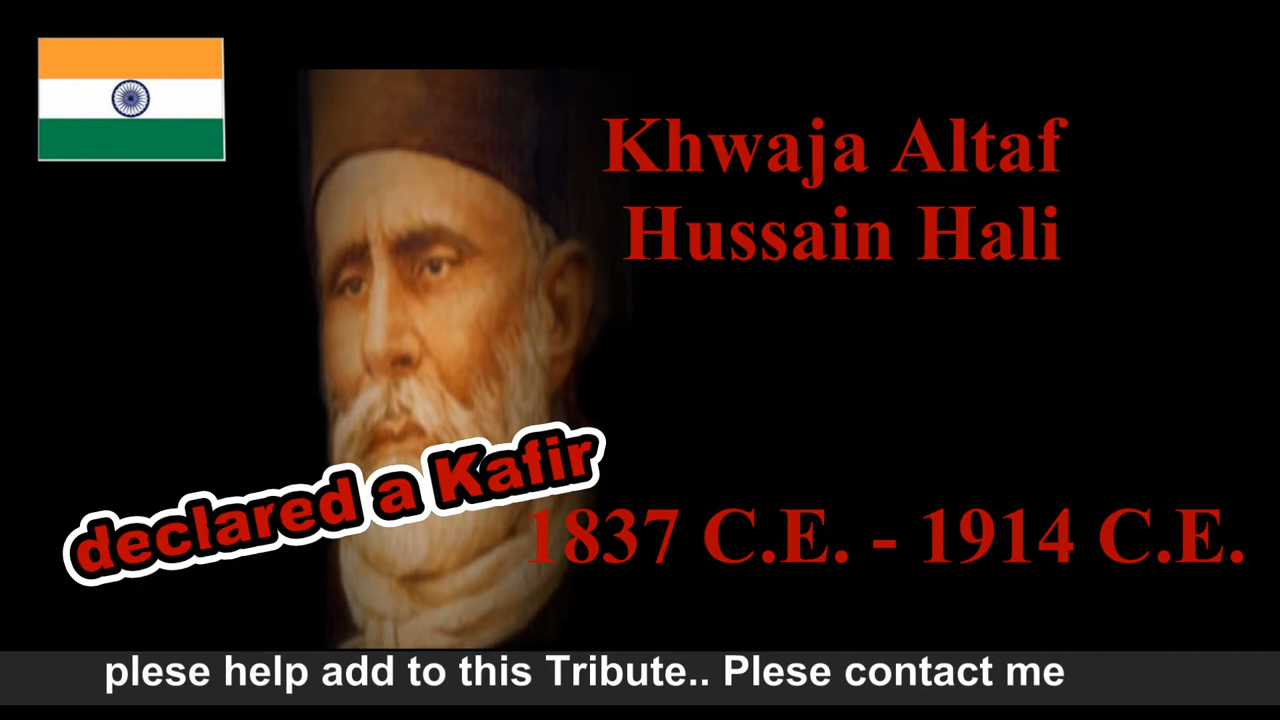 Khwaja Altaf
Hussain Hali
declared a Kafir
1837 C.E. - 1914 C.E.
plese help add to this Tribute.. Plese contact me